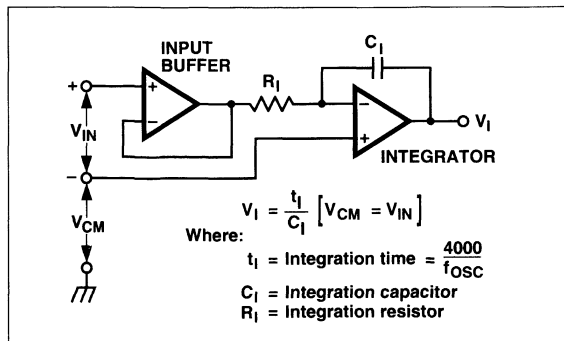 INPUT
BUFFER
C_I
R_I
+
+
−
V_IN
−
−
+
V_I
INTEGRATOR
V_CM
V_I = t_I/C_I [V_CM = V_IN]
Where:
t_I = Integration time = 4000/f_OSC
C_I = Integration capacitor
R_I = Integration resistor